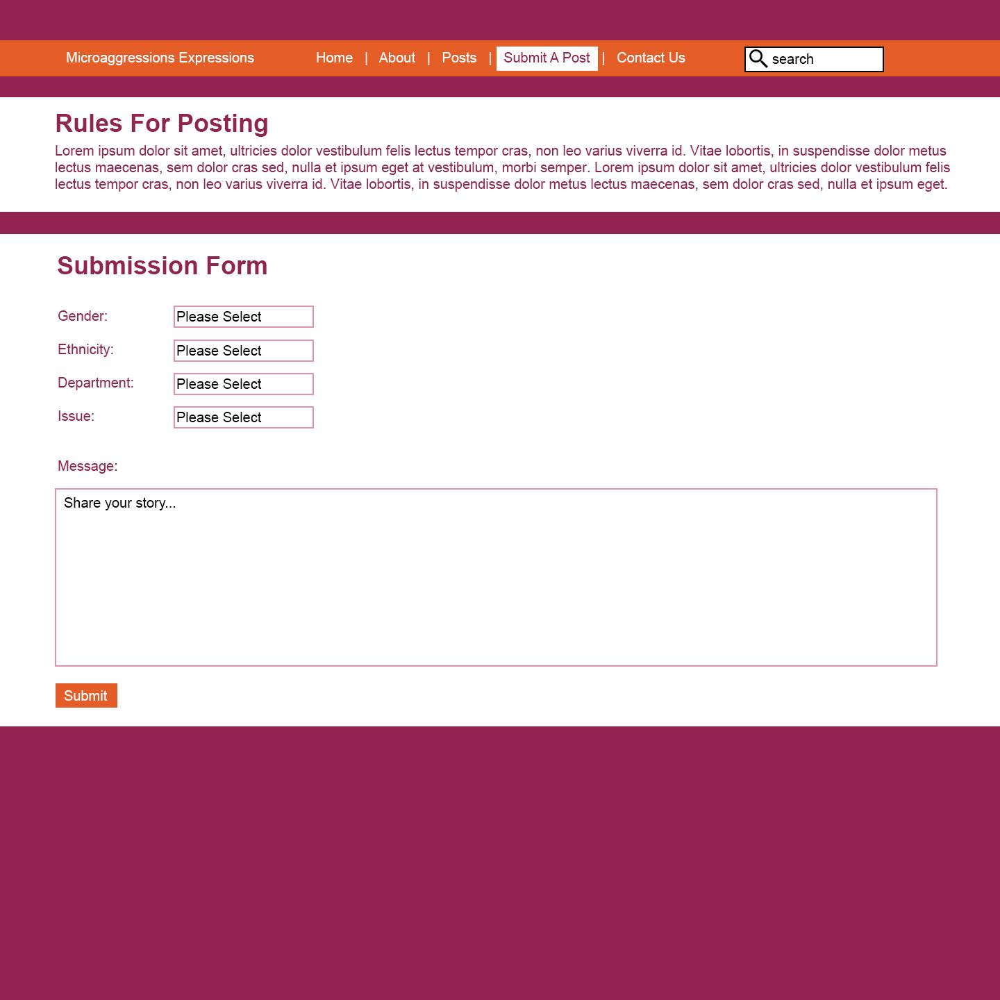 Microaggressions Expressions Home | About | Posts | Submit A Post | Contact Us search
Rules For Posting
Lorem ipsum dolor sit amet, ultricies dolor vestibulum felis lectus tempor cras, non leo varius viverra id. Vitae lobortis, in suspendisse dolor metus
lectus maecenas, sem dolor cras sed, nulla et ipsum eget at vestibulum, morbi semper. Lorem ipsum dolor sit amet, ultricies dolor vestibulum felis
lectus tempor cras, non leo varius viverra id. Vitae lobortis, in suspendisse dolor metus lectus maecenas, sem dolor cras sed, nulla et ipsum eget.
Submission Form
Gender: Please Select
Ethnicity: Please Select
Department: Please Select
Issue: Please Select
Message:
Share your story...
Submit